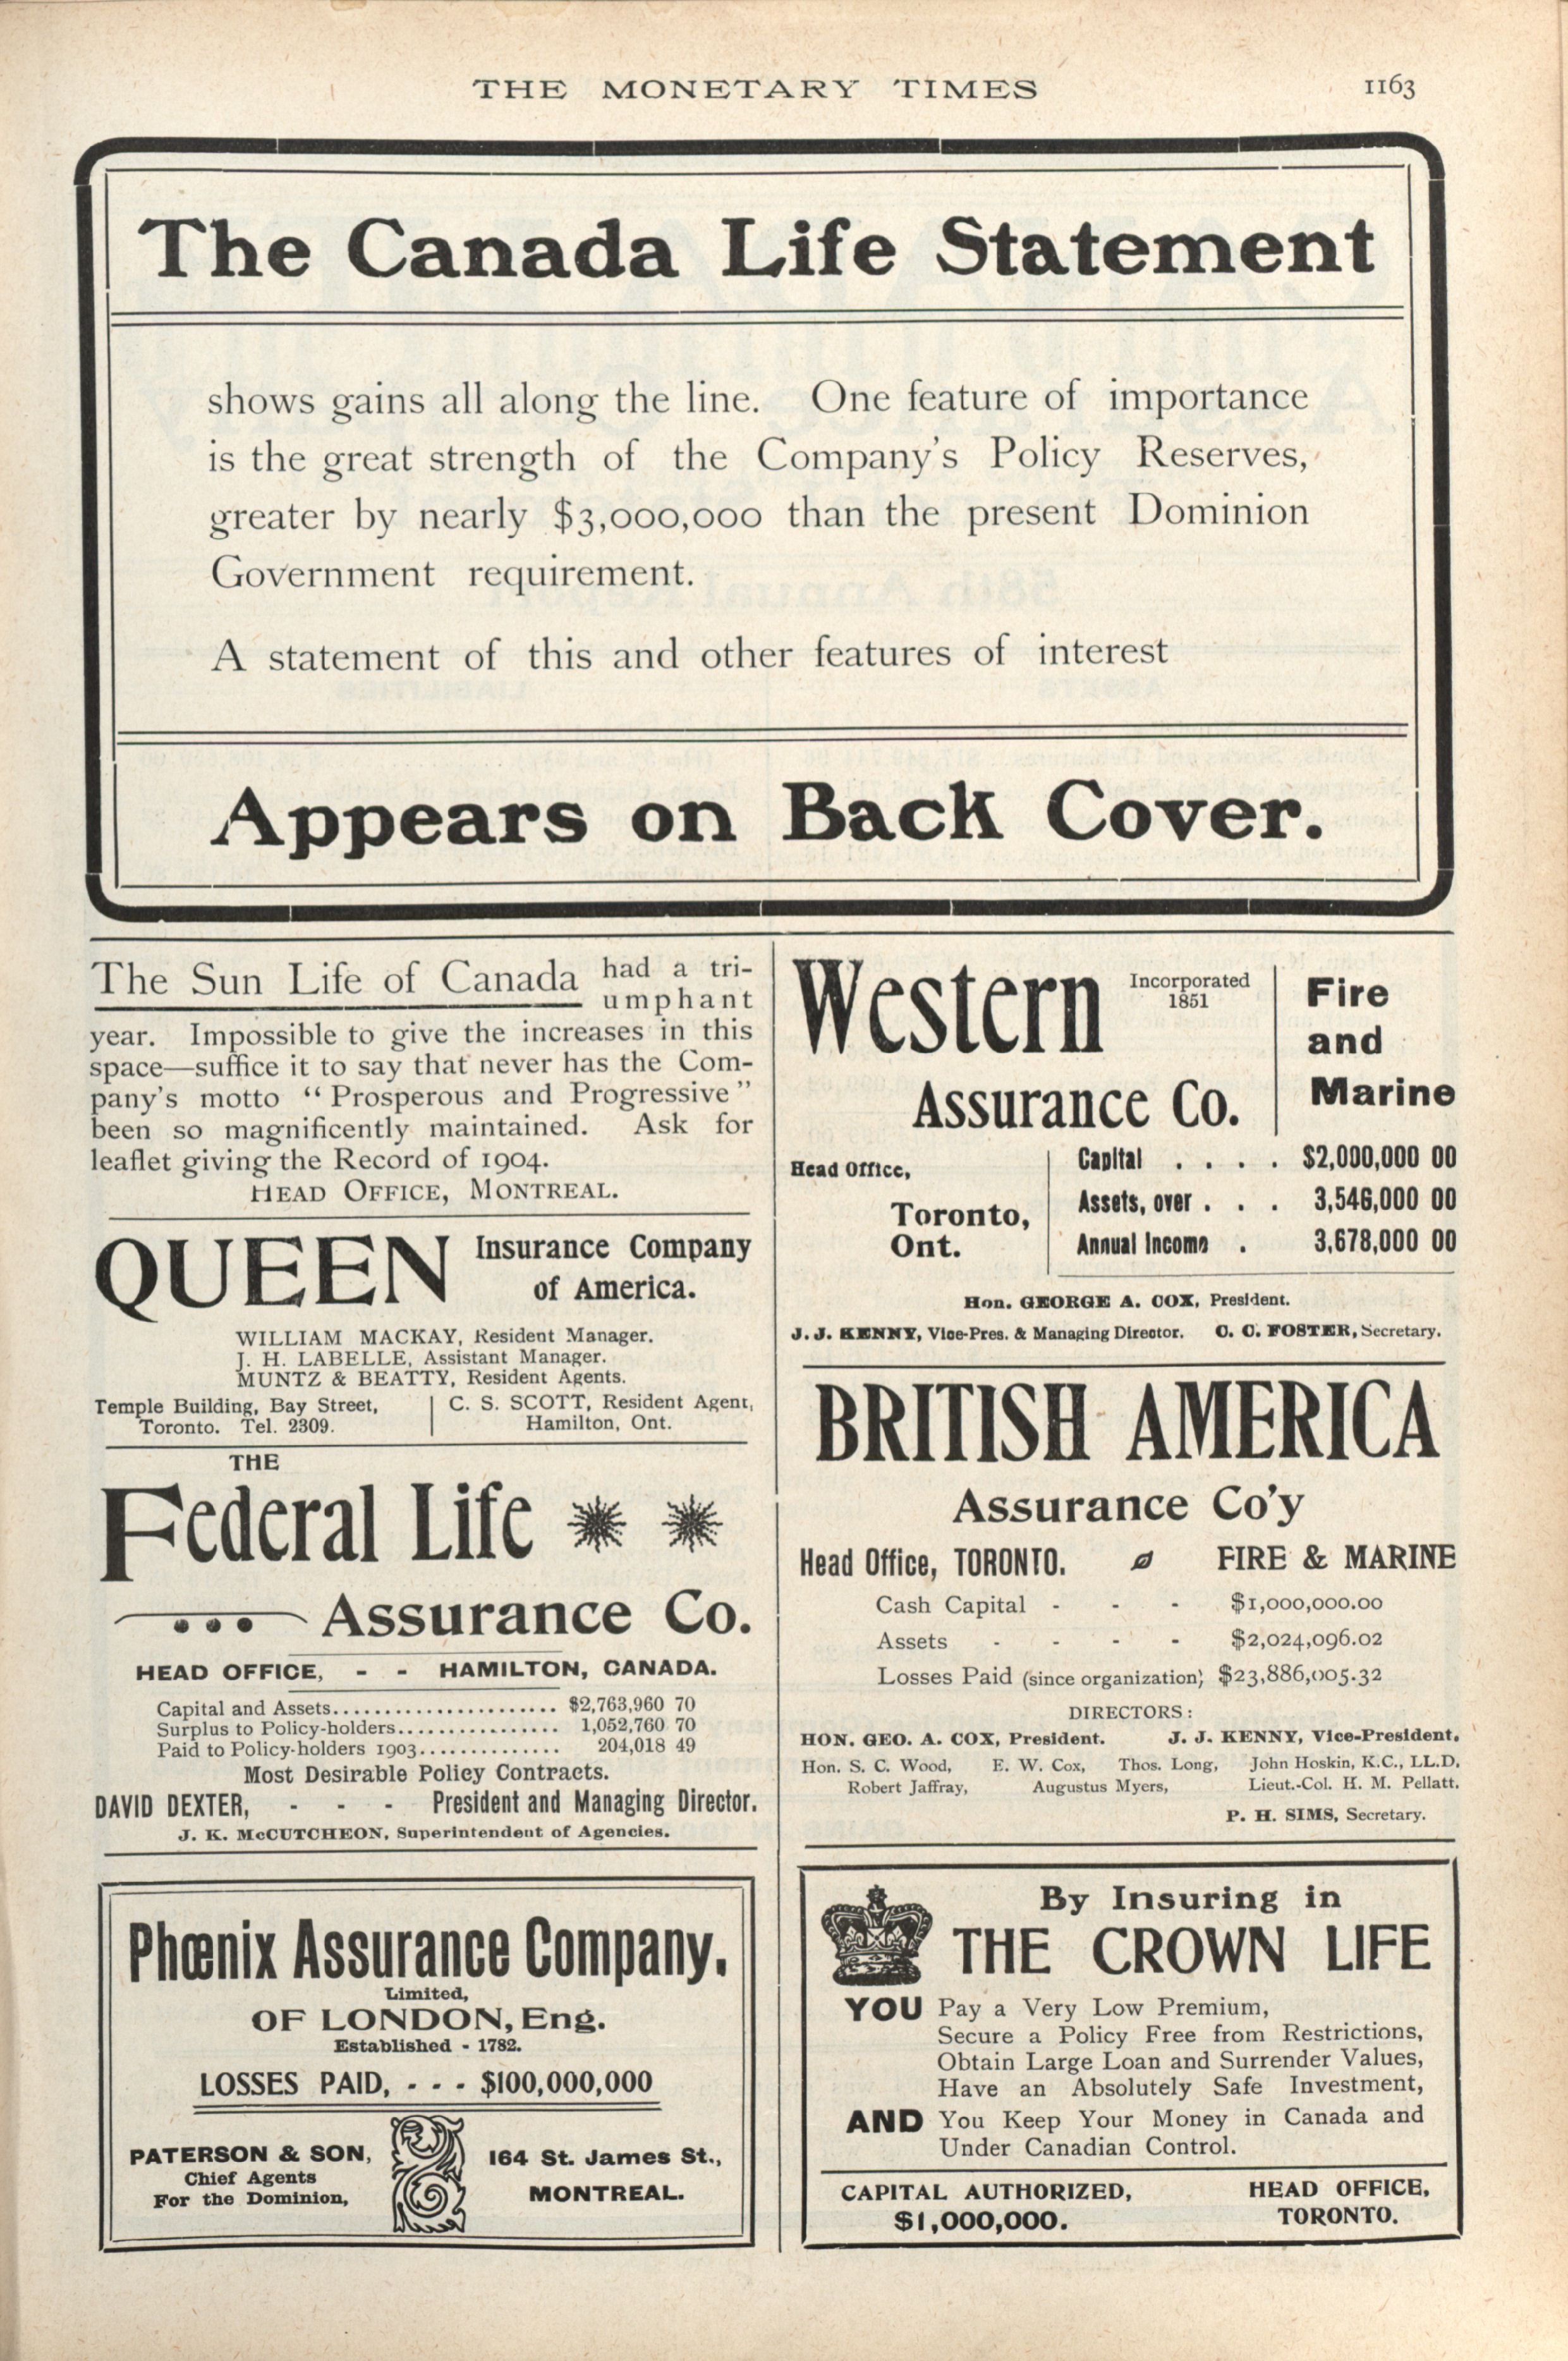 THE MONETARY TIMES 1163
The Canada Life Statement
shows gains all along the line. One feature of importance
is the great strength of the Company's Policy Reserves,
greater by nearly $3,000,000 than the present Dominion
Government requirement.
A statement of this and other features of interest
Appears on Back Cover.
The Sun Life of Canada had a tri-
umphant
year. Impossible to give the increases in this
space—suffice it to say that never has the Com-
pany's motto “Prosperous and Progressive”
been so magnificently maintained. Ask for
leaflet giving the Record of 1904.
HEAD OFFICE, MONTREAL.
QUEEN Insurance Company
of America.
WILLIAM MACKAY, Resident Manager.
J. H. LABELLE, Assistant Manager.
MUNTZ & BEATTY, Resident Agents.
Temple Building, Bay Street,
Toronto. Tel. 2309.
C. S. SCOTT, Resident Agent,
Hamilton, Ont.
THE
Federal Life
Assurance Co.
HEAD OFFICE, - - HAMILTON, CANADA.
Capital and Assets...................... $2,763,960 70
Surplus to Policy-holders................ 1,052,760 70
Paid to Policy-holders 1903.............. 204,018 49
Most Desirable Policy Contracts.
DAVID DEXTER, - - - President and Managing Director.
J. K. McCUTCHEON, Superintendent of Agencies.
Phœnix Assurance Company,
Limited,
OF LONDON, Eng.
Established - 1782.
LOSSES PAID, - - - $100,000,000
PATERSON & SON,
Chief Agents
For the Dominion,
164 St. James St.,
MONTREAL.
Western
Incorporated
1851
Assurance Co.
Fire
and
Marine
Head Office,
Toronto,
Ont.
Capital . . . . $2,000,000 00
Assets, over . . . 3,546,000 00
Annual Income . 3,678,000 00
Hon. GEORGE A. COX, President.
J. J. KENNY, Vice-Pres. & Managing Director. C. C. FOSTER, Secretary.
BRITISH AMERICA
Assurance Co'y
Head Office, TORONTO. FIRE & MARINE
Cash Capital - - - $1,000,000.00
Assets - - - - $2,024,096.02
Losses Paid (since organization) $23,886,005.32
DIRECTORS:
HON. GEO. A. COX, President. J. J. KENNY, Vice-President.
Hon. S. C. Wood, E. W. Cox, Thos. Long, John Hoskin, K.C., LL.D.
Robert Jaffray, Augustus Myers, Lieut.-Col. H. M. Pellatt.
P. H. SIMS, Secretary.
By Insuring in
THE CROWN LIFE
YOU Pay a Very Low Premium,
Secure a Policy Free from Restrictions,
Obtain Large Loan and Surrender Values,
Have an Absolutely Safe Investment,
AND You Keep Your Money in Canada and
Under Canadian Control.
CAPITAL AUTHORIZED,
$1,000,000.
HEAD OFFICE,
TORONTO.